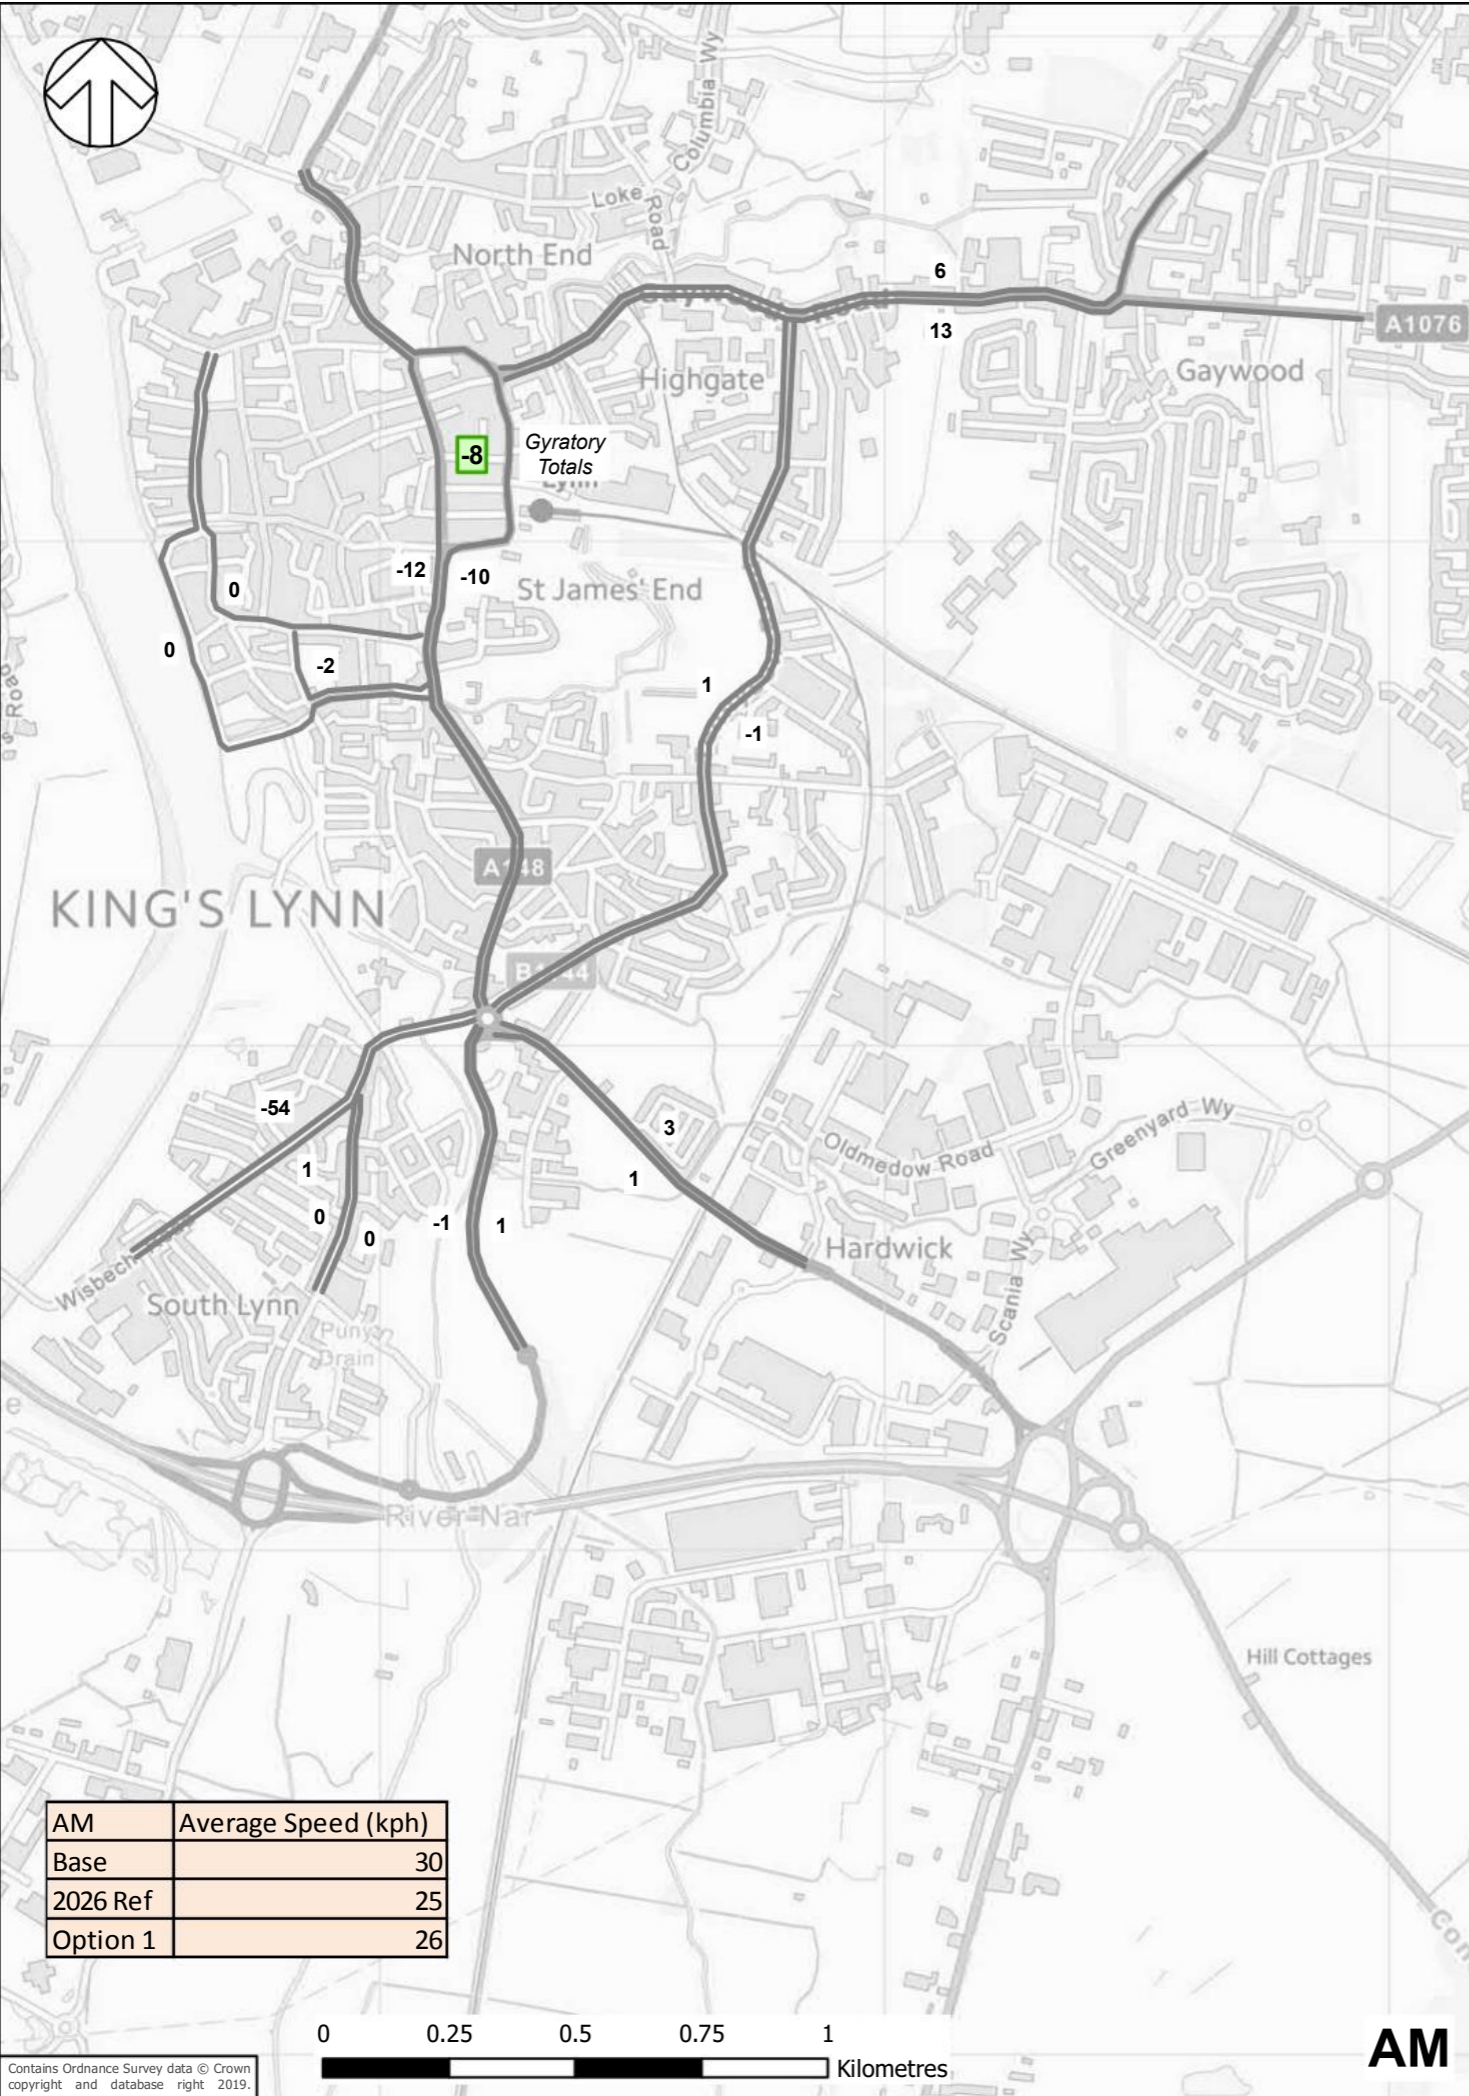 Columbia Wy
Loke Road
North End
6
13
A1076
Highgate
Gaywood
-8
Gyratory
Totals
Lynn
-12
-10
St James' End
0
0
-2
1
-1
A148
KING'S LYNN
-54
3
1
1
0
0
-1
1
Oldmedow Road
Greenyard Wy
Hardwick
Scania Wy
Wisbech
South Lynn
Puny
Drain
River Nar
Hill Cottages
AM Average Speed (kph)
Base 30
2026 Ref 25
Option 1 26
0 0.25 0.5 0.75 1
Kilometres
AM
Contains Ordnance Survey data © Crown
copyright and database right 2019.